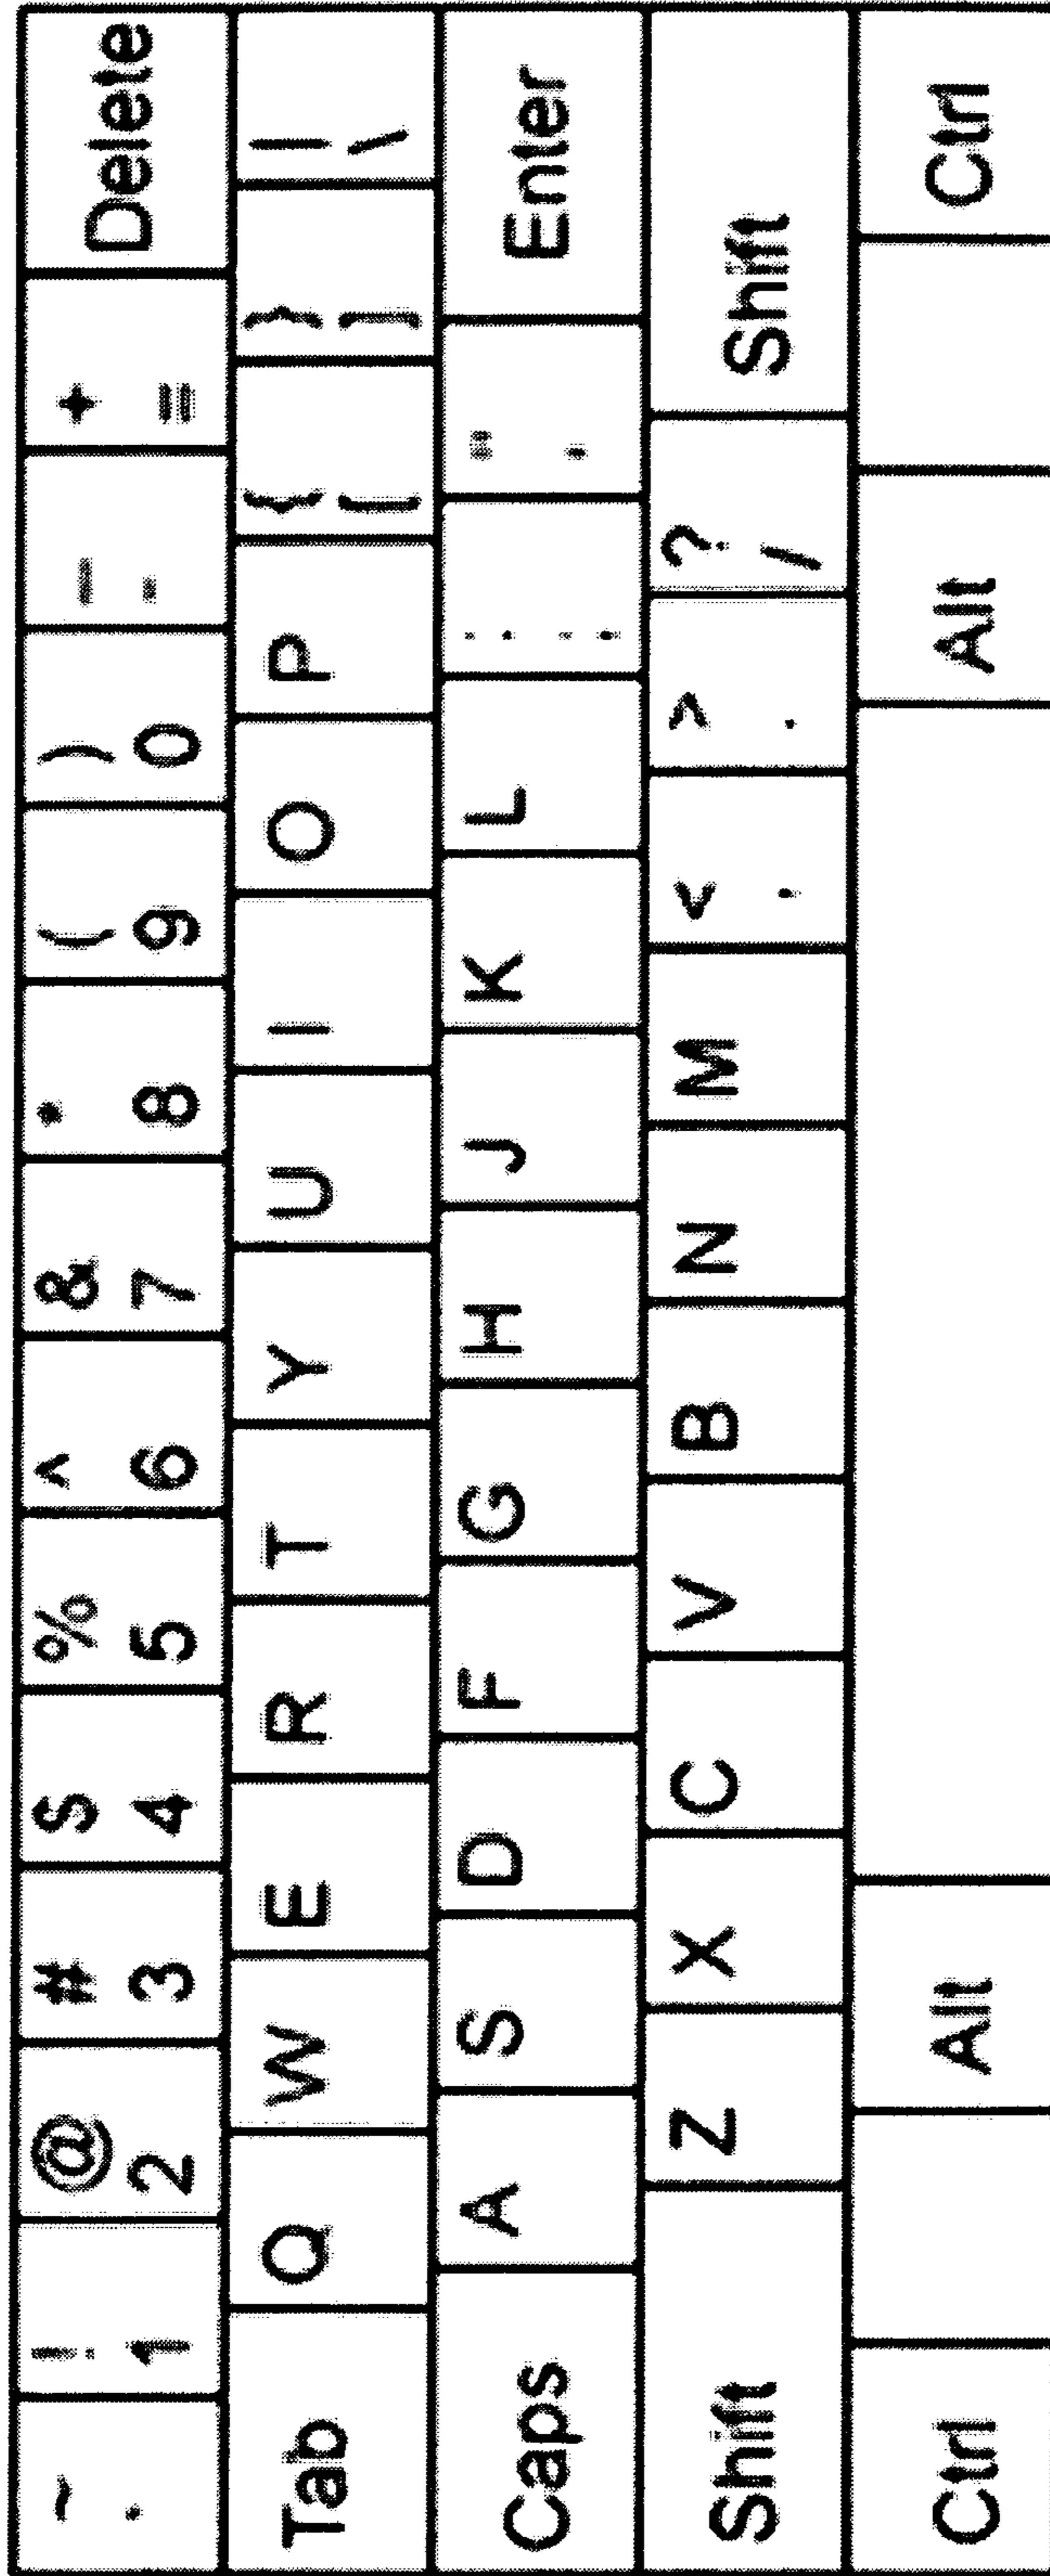 ~ ! @ # $ % ^ & * ( ) _ + Delete
` 1 2 3 4 5 6 7 8 9 0 - =
Tab Q W E R T Y U I O P { } |
[ ] \
Caps A S D F G H J K L : " Enter
; '
Shift Z X C V B N M < > ? Shift
, . /
Ctrl Alt Alt Ctrl